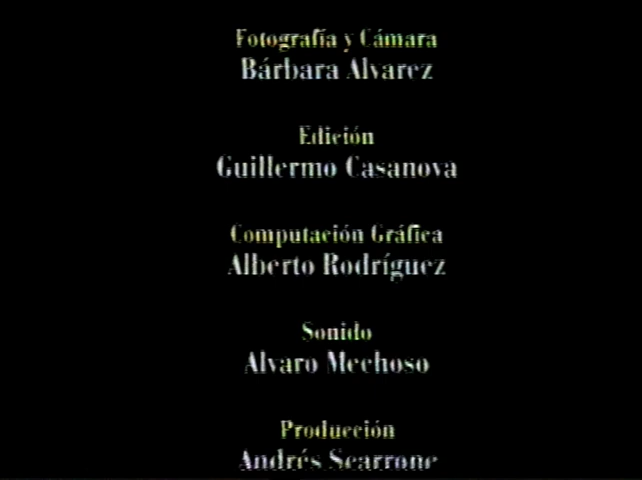 Fotografía y Cámara
Bárbara Alvarez
Edición
Guillermo Casanova
Computación Gráfica
Alberto Rodríguez
Sonido
Alvaro Mechoso
Producción
Andrés Scarrone